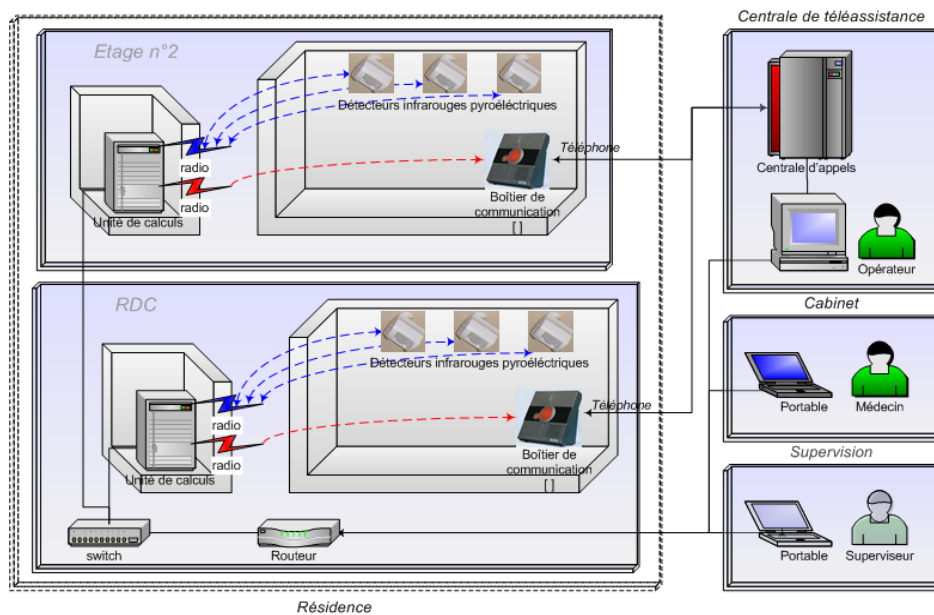 Centrale de téléassistance
Etage n°2
Détecteurs infrarouges pyroéléctriques
radio
radio
Unité de calculs
Téléphone
Boîtier de
communication
[ ]
Centrale d'appels
Opérateur
RDC
Détecteurs infrarouges pyroéléctriques
radio
radio
Unité de calculs
Téléphone
Boîtier de
communication
[ ]
Cabinet
Portable
Médecin
Supervision
Portable
Superviseur
switch
Routeur
Résidence